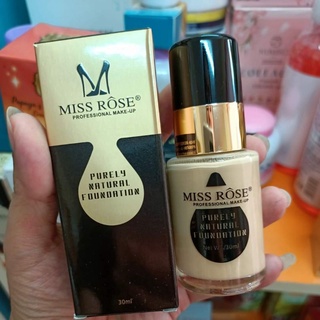 MISS RÔSE®
PROFESSIONAL MAKE-UP
PURELY
NATURAL
FOUNDATION
30ml
MISS RÔSE®
PROFESSIONAL MAKE-UP
PURELY
NATURAL
FOUNDATION